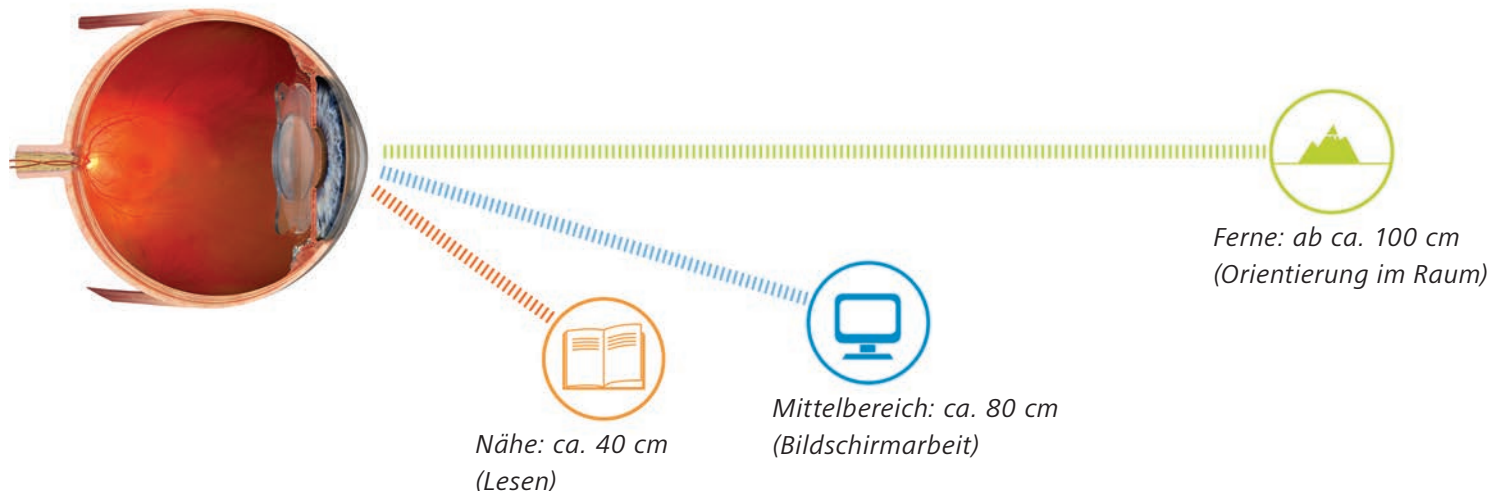 Ferne: ab ca. 100 cm
(Orientierung im Raum)
Mittelbereich: ca. 80 cm
(Bildschirmarbeit)
Nähe: ca. 40 cm
(Lesen)